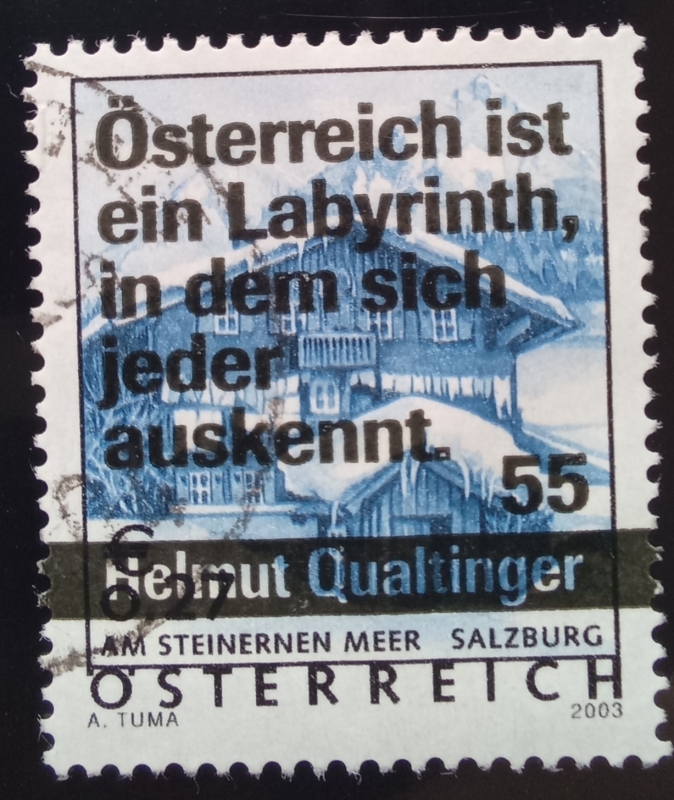 Österreich ist
ein Labyrinth,
in dem sich
jeder
auskennt.
55
€
0.27
Helmut Qualtinger
AM STEINERNEN MEER SALZBURG
ÖSTERREICH
A. TUMA 2003